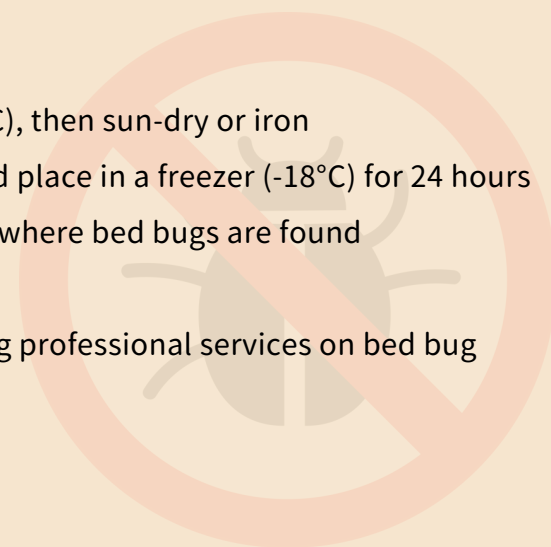 ), then sun-dry or iron
place in a freezer (-18°C) for 24 hours
where bed bugs are found
professional services on bed bug